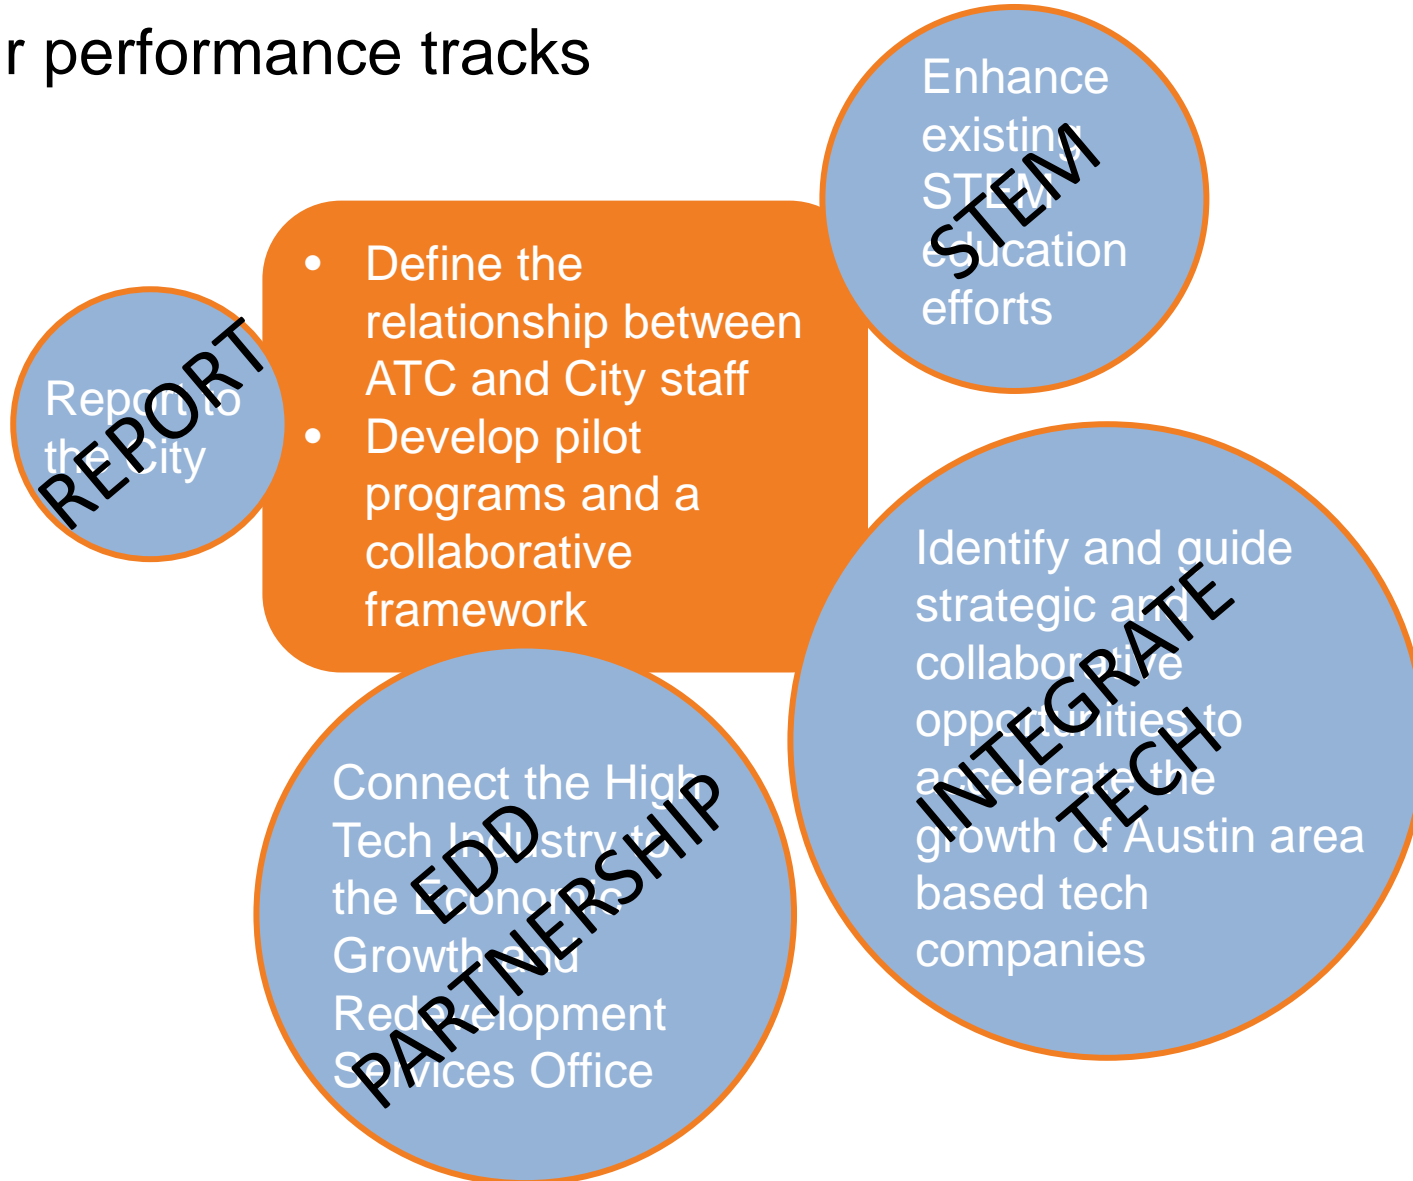 r performance tracks
Enhance
existing
STEM
education
efforts
STEM
• Define the
relationship between
ATC and City staff
• Develop pilot
programs and a
collaborative
framework
Report to
the City
REPORT
Identify and guide
strategic and
collaborative
opportunities to
accelerate the
growth of Austin area
based tech
companies
INTEGRATE
TECH
Connect the High
Tech Industry to
the Economic
Growth and
Redevelopment
Services Office
EDD
PARTNERSHIP